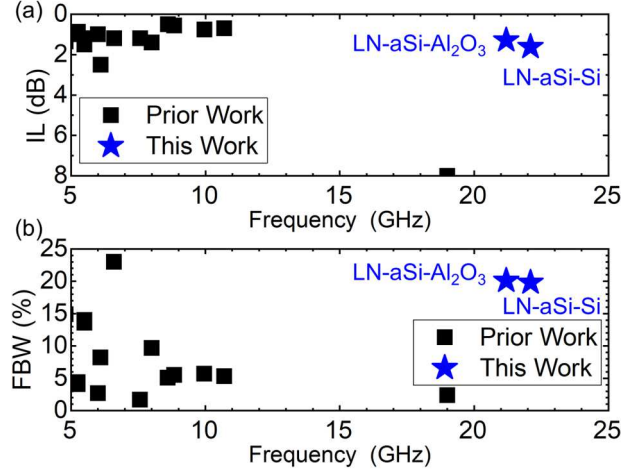 (a)
0
2
4
6
8
IL (dB)
LN-aSi-Al₂O₃
LN-aSi-Si
Prior Work
This Work
5 10 15 20 25
Frequency (GHz)
(b)
25
20
15
10
5
0
FBW (%)
LN-aSi-Al₂O₃
LN-aSi-Si
Prior Work
This Work
5 10 15 20 25
Frequency (GHz)